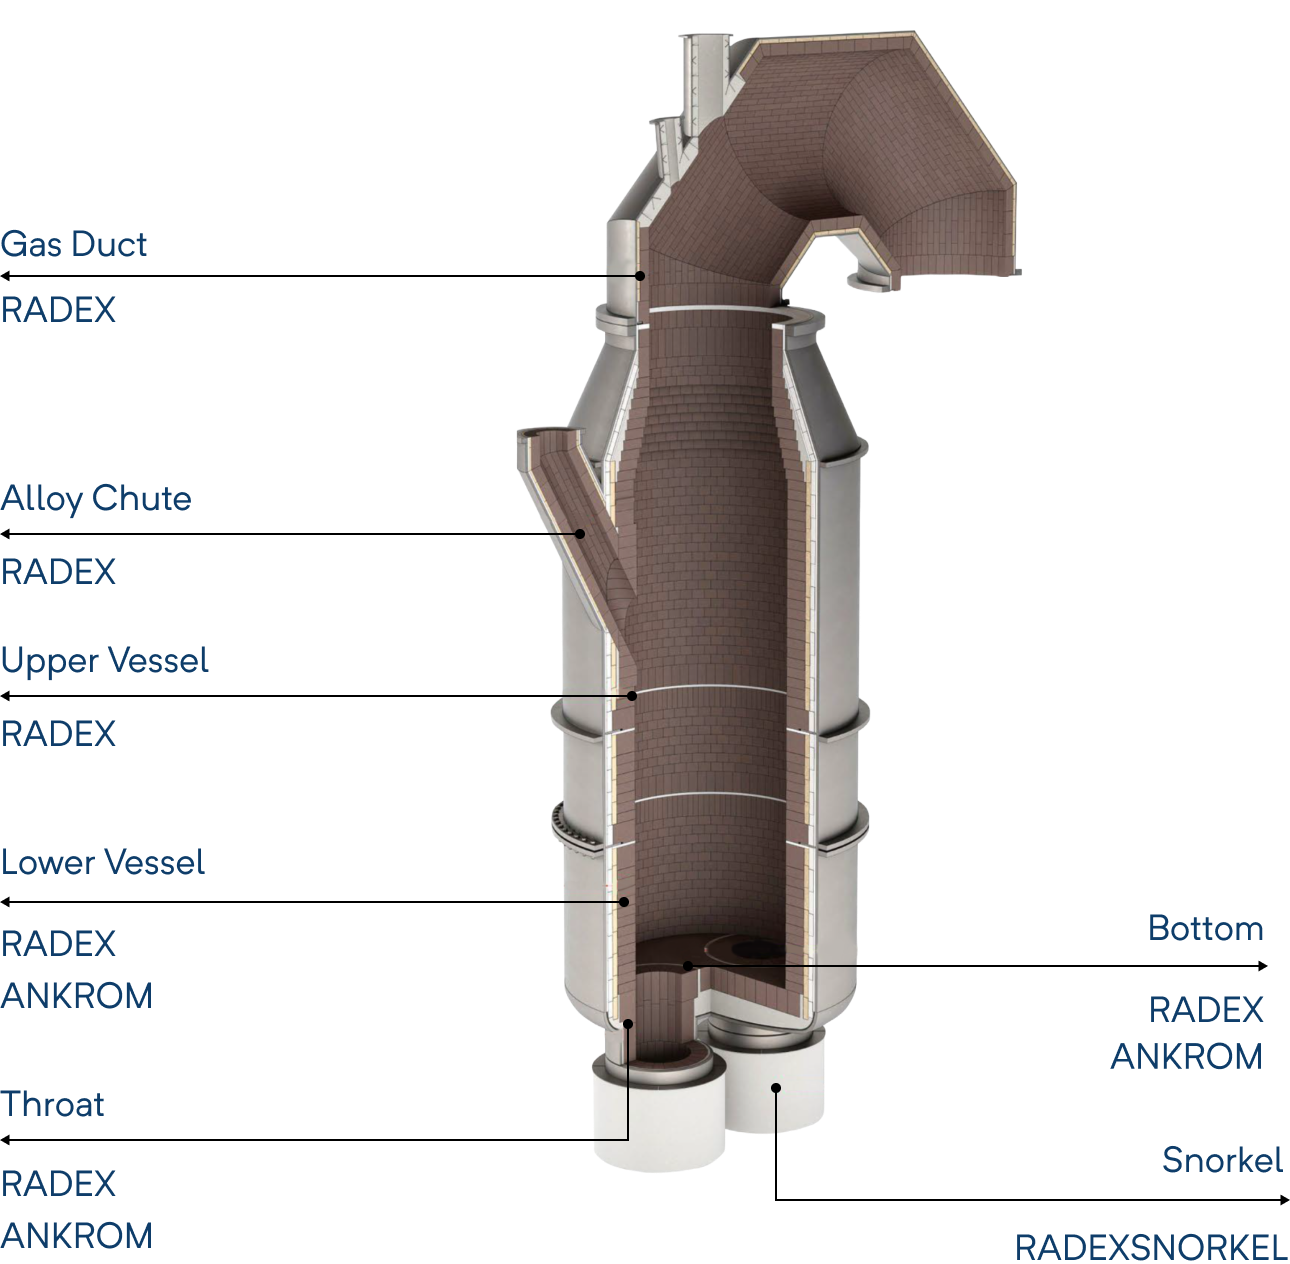 Gas Duct
RADEX
Alloy Chute
RADEX
Upper Vessel
RADEX
Lower Vessel
RADEX
ANKROM
Throat
RADEX
ANKROM
Bottom
RADEX
ANKROM
Snorkel
RADEXSNORKEL